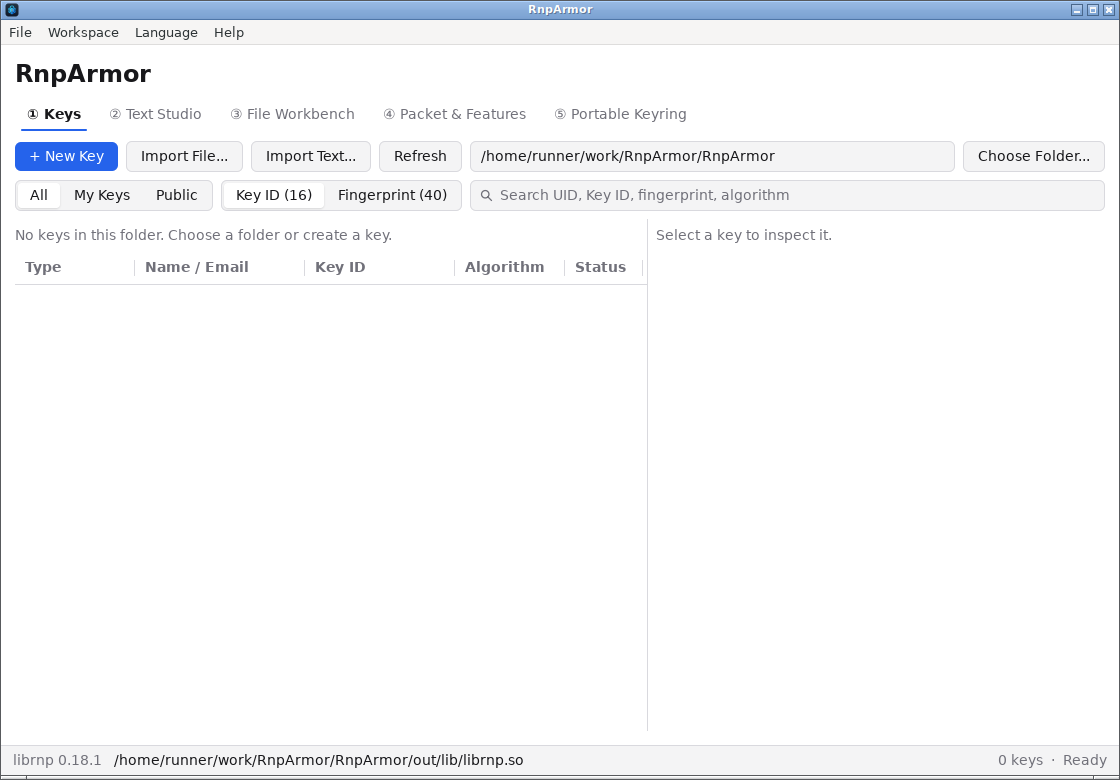 RnpArmor
File Workspace Language Help
RnpArmor
① Keys ② Text Studio ③ File Workbench ④ Packet & Features ⑤ Portable Keyring
+ New Key Import File... Import Text... Refresh /home/runner/work/RnpArmor/RnpArmor Choose Folder...
All My Keys Public Key ID (16) Fingerprint (40) Search UID, Key ID, fingerprint, algorithm
No keys in this folder. Choose a folder or create a key. Select a key to inspect it.
Type Name / Email Key ID Algorithm Status
librnp 0.18.1 /home/runner/work/RnpArmor/RnpArmor/out/lib/librnp.so 0 keys · Ready